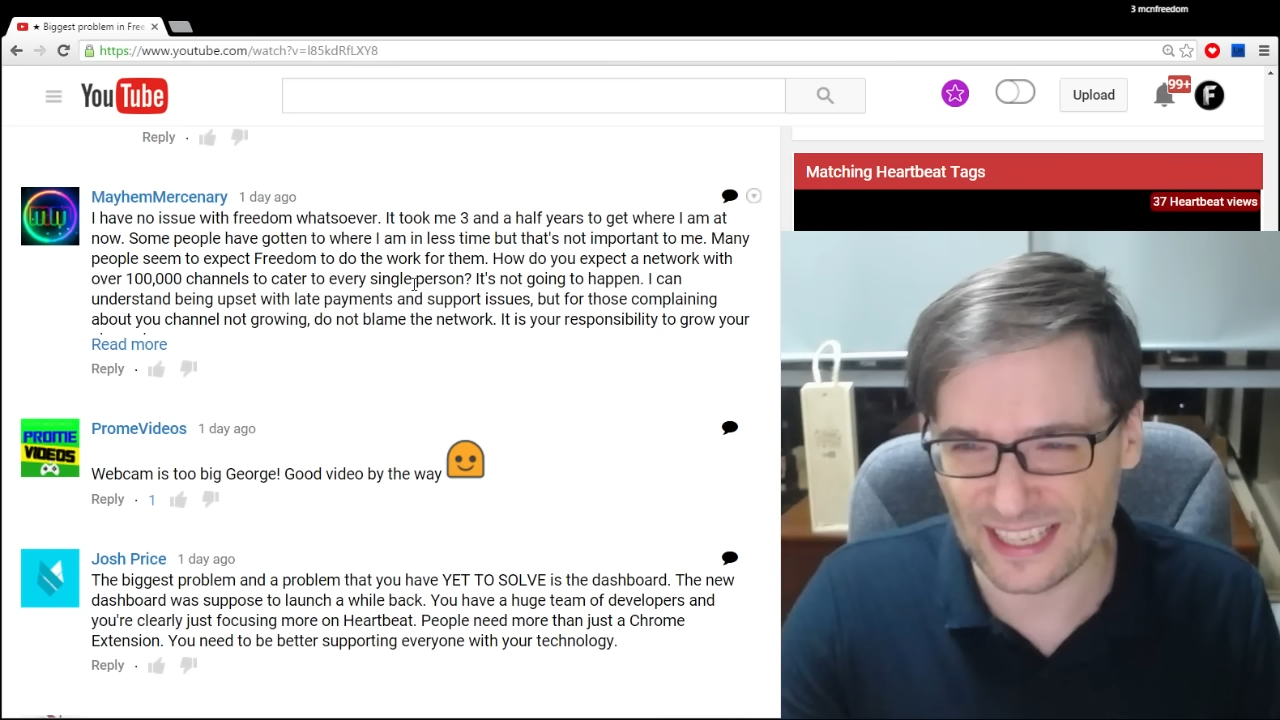 3 mcnfreedom
★ Biggest problem in Free
https://www.youtube.com/watch?v=l85kdRfLXY8
YouTube
Upload
99+
F
Reply
Matching Heartbeat Tags
37 Heartbeat views
MayhemMercenary 1 day ago
I have no issue with freedom whatsoever. It took me 3 and a half years to get where I am at
now. Some people have gotten to where I am in less time but that's not important to me. Many
people seem to expect Freedom to do the work for them. How do you expect a network with
over 100,000 channels to cater to every single person? It's not going to happen. I can
understand being upset with late payments and support issues, but for those complaining
about you channel not growing, do not blame the network. It is your responsibility to grow your
Read more
Reply
PROME
VIDEOS
PromeVideos 1 day ago
Webcam is too big George! Good video by the way
Reply 1
Josh Price 1 day ago
The biggest problem and a problem that you have YET TO SOLVE is the dashboard. The new
dashboard was suppose to launch a while back. You have a huge team of developers and
you're clearly just focusing more on Heartbeat. People need more than just a Chrome
Extension. You need to be better supporting everyone with your technology.
Reply